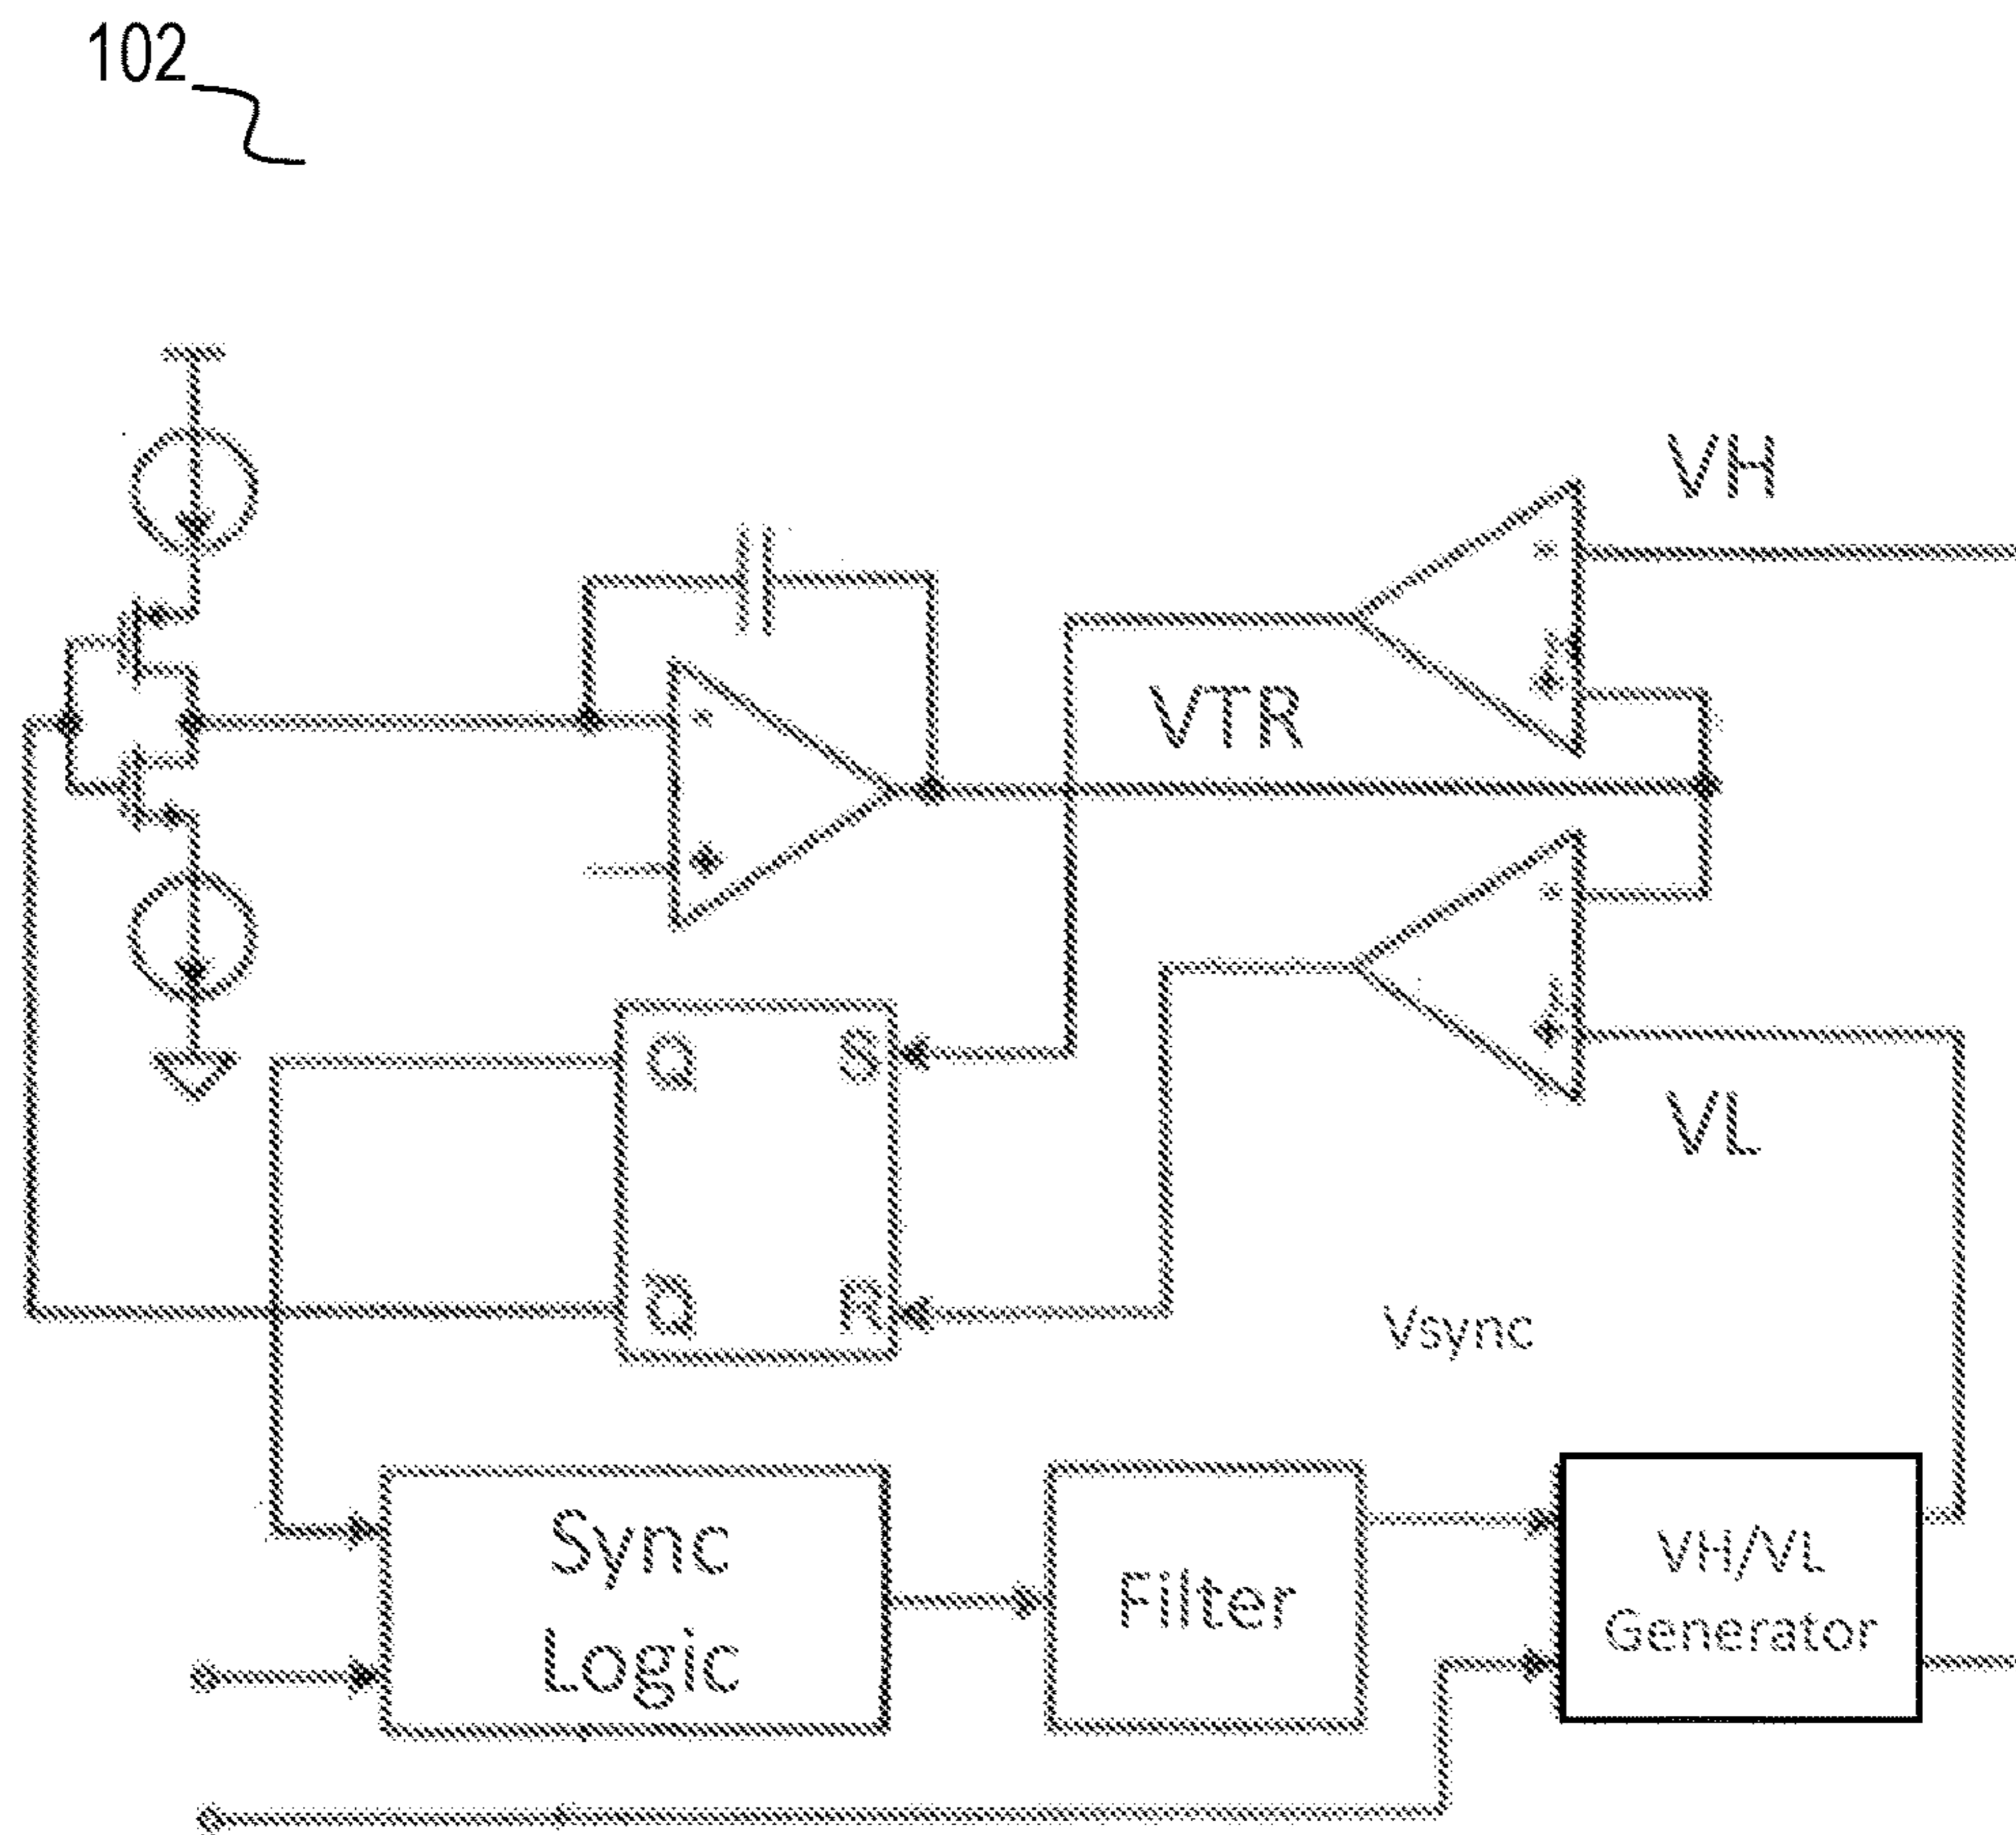 102
VH
VTR
VL
Q S
Q R
Vsync
Sync
Logic
Filter
VH/VL
Generator